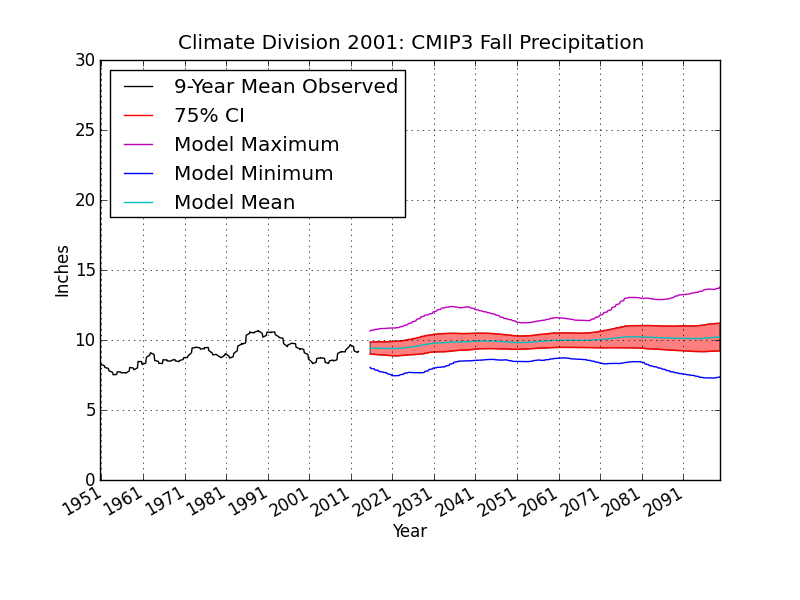 Climate Division 2001: CMIP3 Fall Precipitation
30
25
20
15
10
5
0
Inches
9-Year Mean Observed
75% CI
Model Maximum
Model Minimum
Model Mean
1951 1961 1971 1981 1991 2001 2011 2021 2031 2041 2051 2061 2071 2081 2091
Year